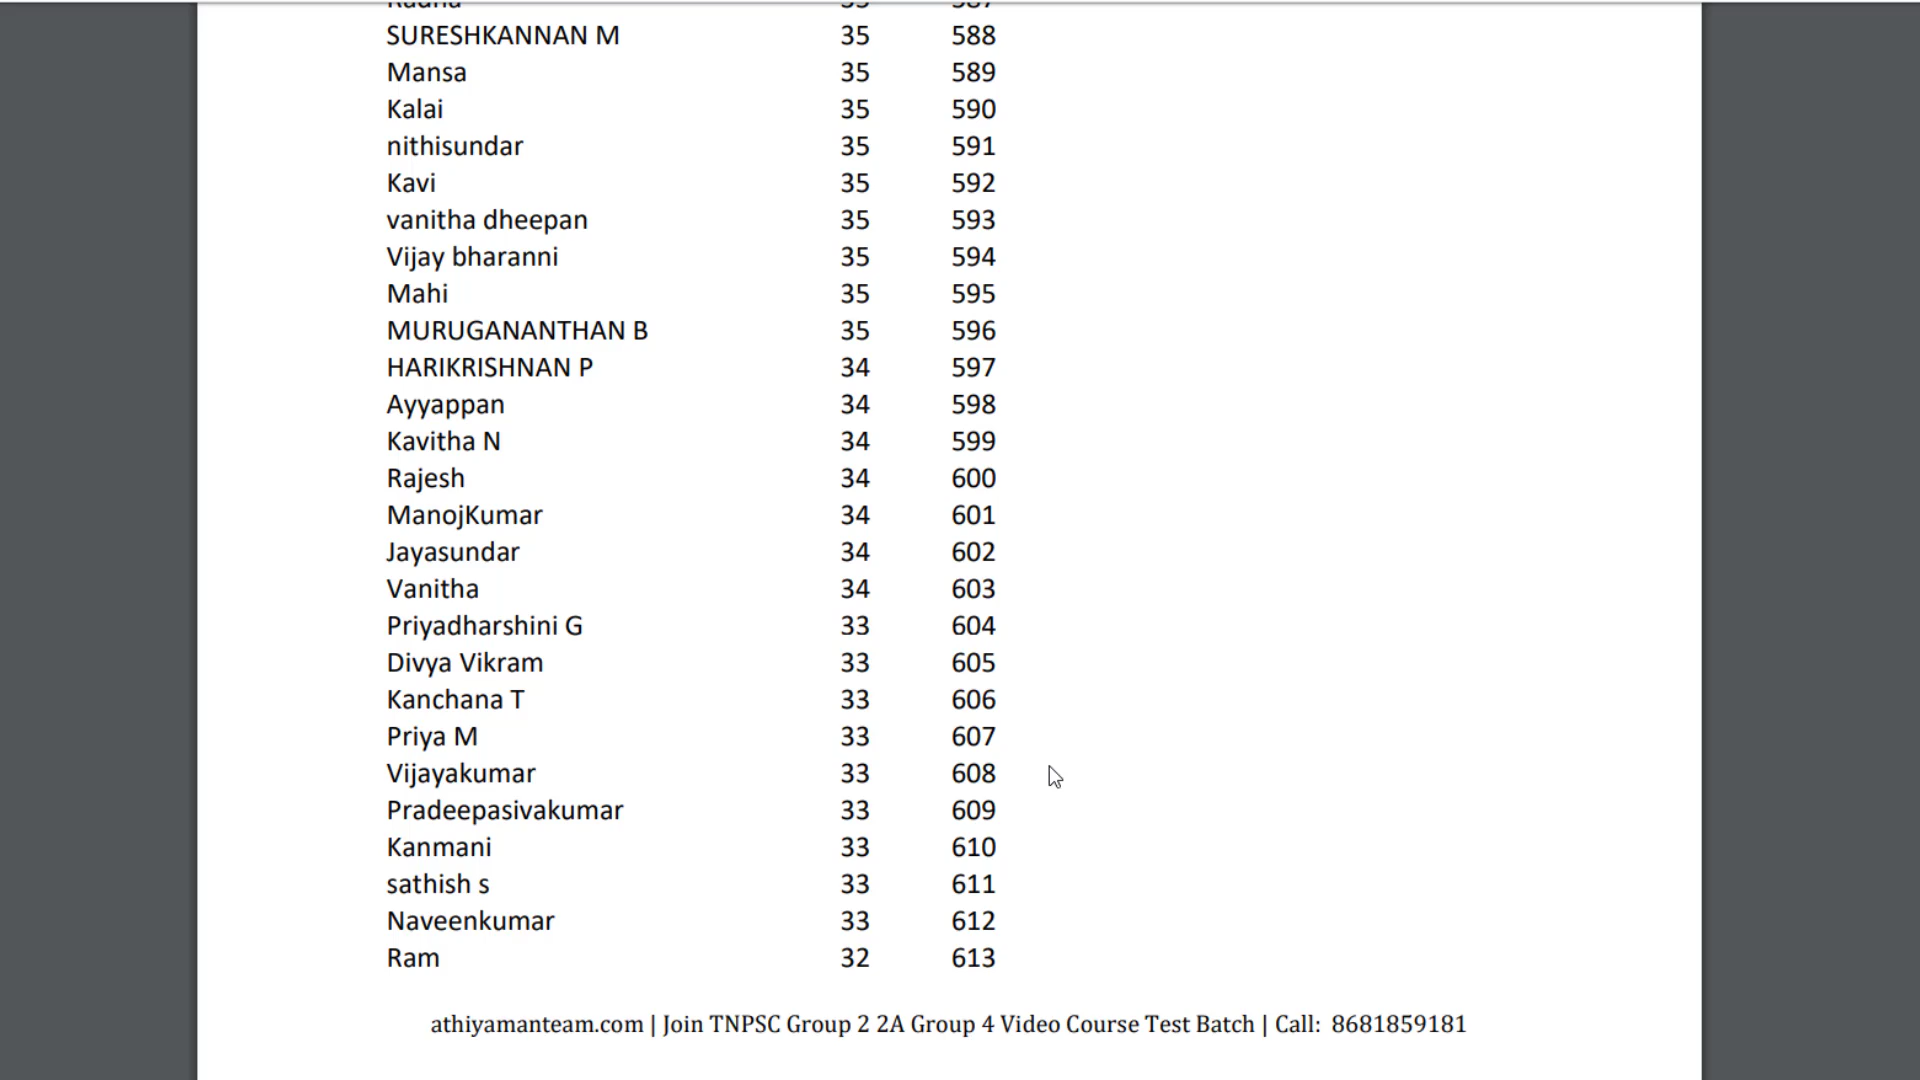 SURESHKANNAN M 35 588
Mansa 35 589
Kalai 35 590
nithisundar 35 591
Kavi 35 592
vanitha dheepan 35 593
Vijay bharanni 35 594
Mahi 35 595
MURUGANANTHAN B 35 596
HARIKRISHNAN P 34 597
Ayyappan 34 598
Kavitha N 34 599
Rajesh 34 600
ManojKumar 34 601
Jayasundar 34 602
Vanitha 34 603
Priyadharshini G 33 604
Divya Vikram 33 605
Kanchana T 33 606
Priya M 33 607
Vijayakumar 33 608
Pradeepasivakumar 33 609
Kanmani 33 610
sathish s 33 611
Naveenkumar 33 612
Ram 32 613
athiyamanteam.com | Join TNPSC Group 2 2A Group 4 Video Course Test Batch | Call: 8681859181